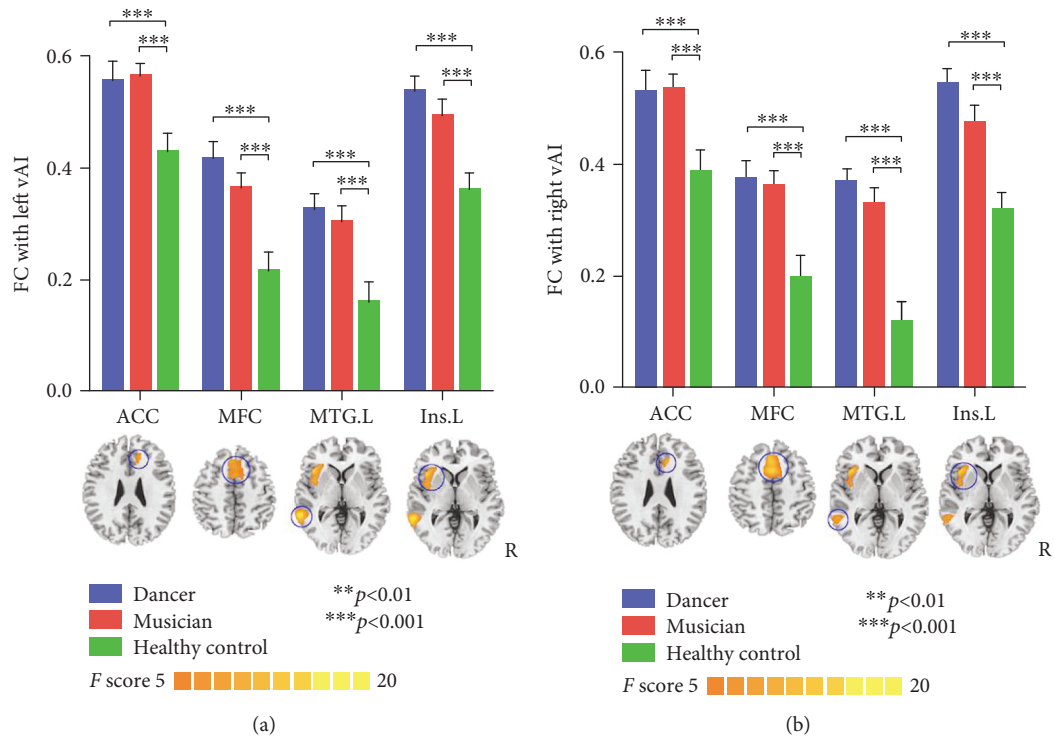 *** *** *** ***
*** *** *** ***
0.6
0.4
0.2
0.0
FC with left vAI
ACC MFC MTG.L Ins.L
R
Dancer **p<0.01
Musician ***p<0.001
Healthy control
F score 5 20
(a)
*** *** *** ***
*** *** *** ***
0.6
0.4
0.2
0.0
FC with right vAI
ACC MFC MTG.L Ins.L
R
Dancer **p<0.01
Musician ***p<0.001
Healthy control
F score 5 20
(b)